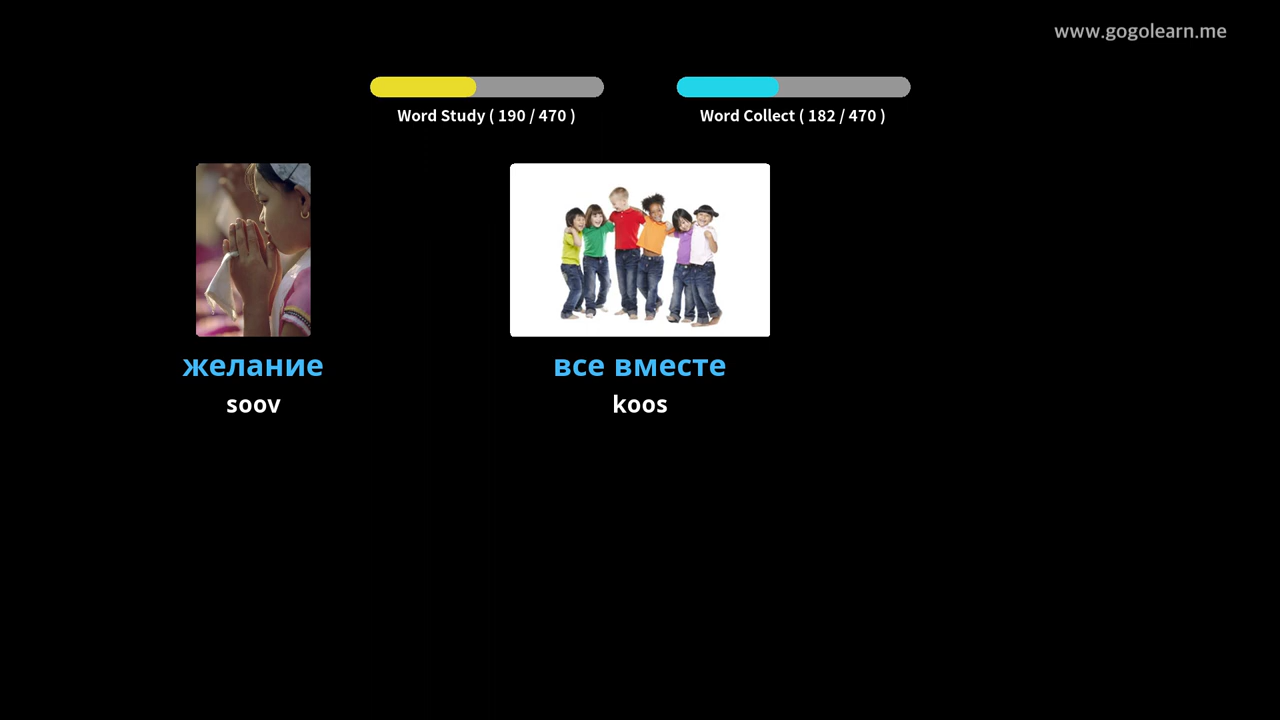 www.gogolearn.me
Word Study ( 190 / 470 )
Word Collect ( 182 / 470 )
желание
все вместе
soov
koos